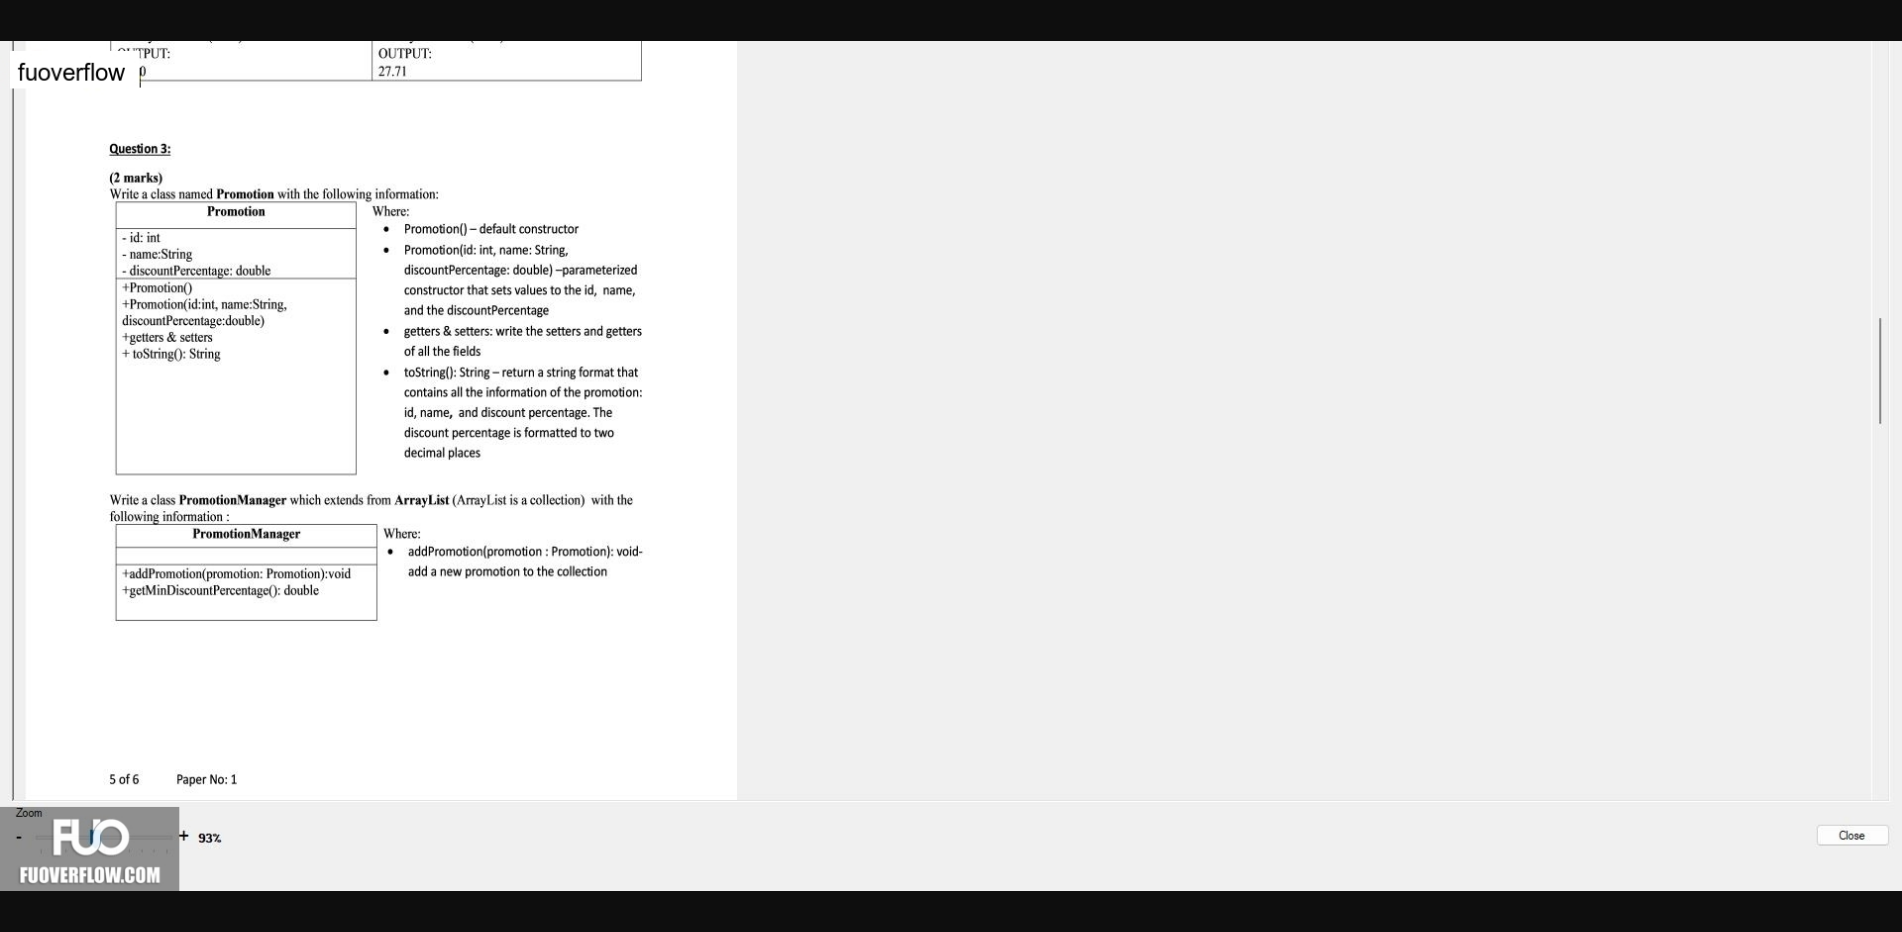 TPUT:
OUTPUT:
fuoverflow
0
27.71
Question 3:
(2 marks)
Write a class named Promotion with the following information:
Promotion
- id: int
- name:String
- discountPercentage: double
+Promotion()
+Promotion(id:int, name:String,
discountPercentage:double)
+getters & setters
+ toString(): String
Where:
• Promotion() – default constructor
• Promotion(id: int, name: String,
discountPercentage: double) –parameterized
constructor that sets values to the id, name,
and the discountPercentage
• getters & setters: write the setters and getters
of all the fields
• toString(): String – return a string format that
contains all the information of the promotion:
id, name, and discount percentage. The
discount percentage is formatted to two
decimal places
Write a class PromotionManager which extends from ArrayList (ArrayList is a collection) with the
following information :
PromotionManager
+addPromotion(promotion: Promotion):void
+getMinDiscountPercentage(): double
Where:
• addPromotion(promotion : Promotion): void-
add a new promotion to the collection
5 of 6 Paper No: 1
Zoom
- + 93%
Close
FUO
FUOVERFLOW.COM